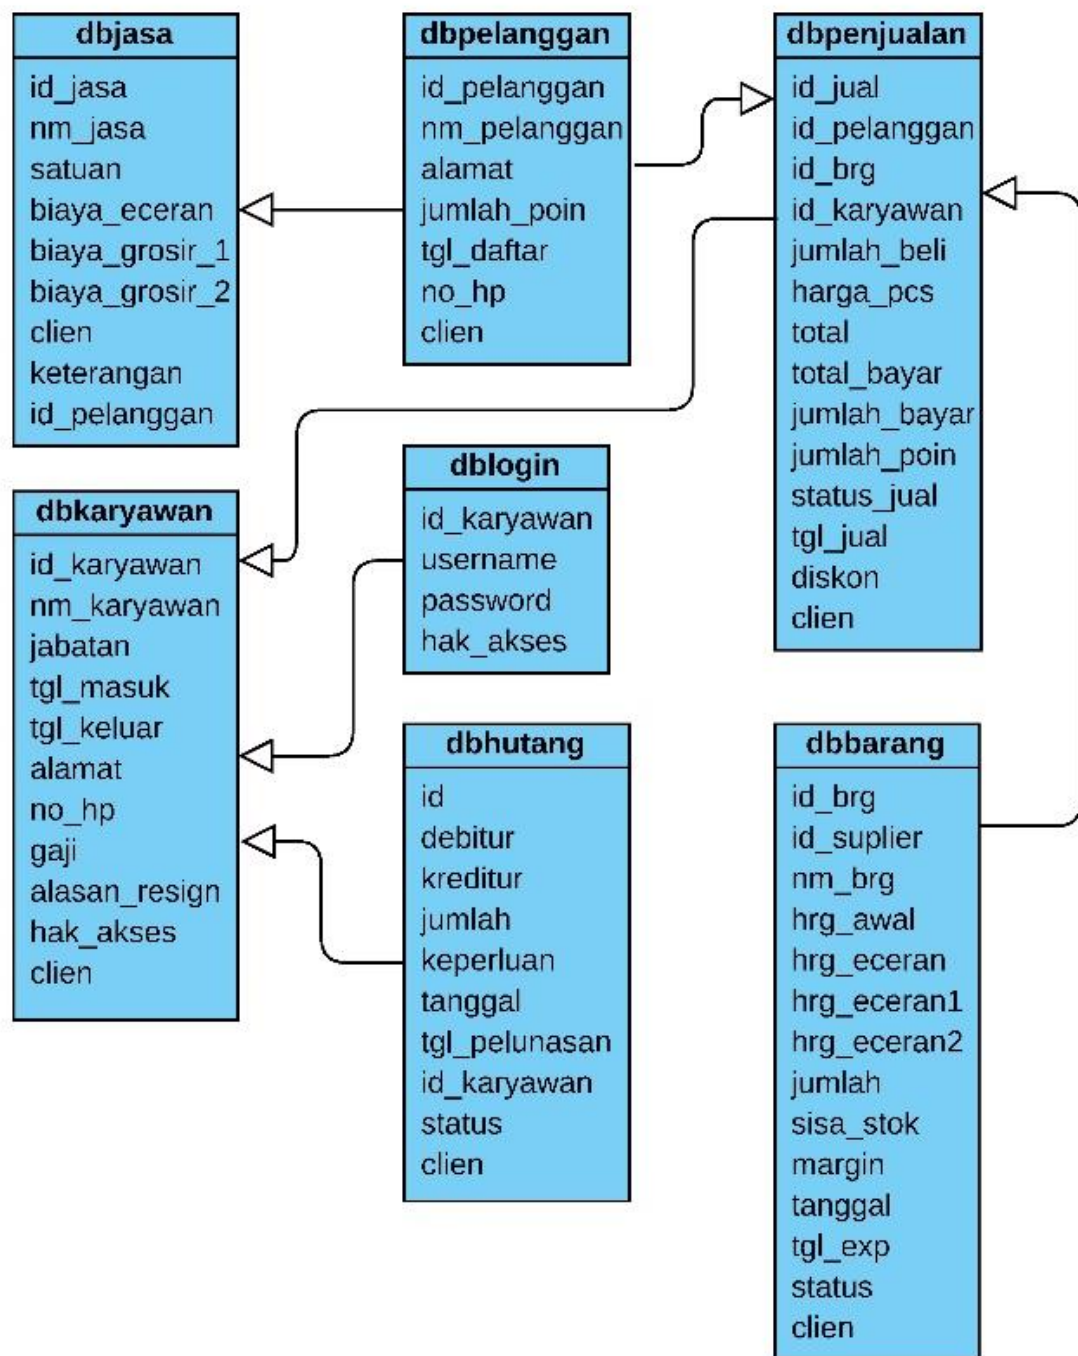 dbjasa
id_jasa
nm_jasa
satuan
biaya_eceran
biaya_grosir_1
biaya_grosir_2
clien
keterangan
id_pelanggan
dbpelanggan
id_pelanggan
nm_pelanggan
alamat
jumlah_poin
tgl_daftar
no_hp
clien
dbpenjualan
id_jual
id_pelanggan
id_brg
id_karyawan
jumlah_beli
harga_pcs
total
total_bayar
jumlah_bayar
jumlah_poin
status_jual
tgl_jual
diskon
clien
dbkaryawan
id_karyawan
nm_karyawan
jabatan
tgl_masuk
tgl_keluar
alamat
no_hp
gaji
alasan_resign
hak_akses
clien
dblogin
id_karyawan
username
password
hak_akses
dbhutang
id
debitur
kreditur
jumlah
keperluan
tanggal
tgl_pelunasan
id_karyawan
status
clien
dbbarang
id_brg
id_suplier
nm_brg
hrg_awal
hrg_eceran
hrg_eceran1
hrg_eceran2
jumlah
sisa_stok
margin
tanggal
tgl_exp
status
clien